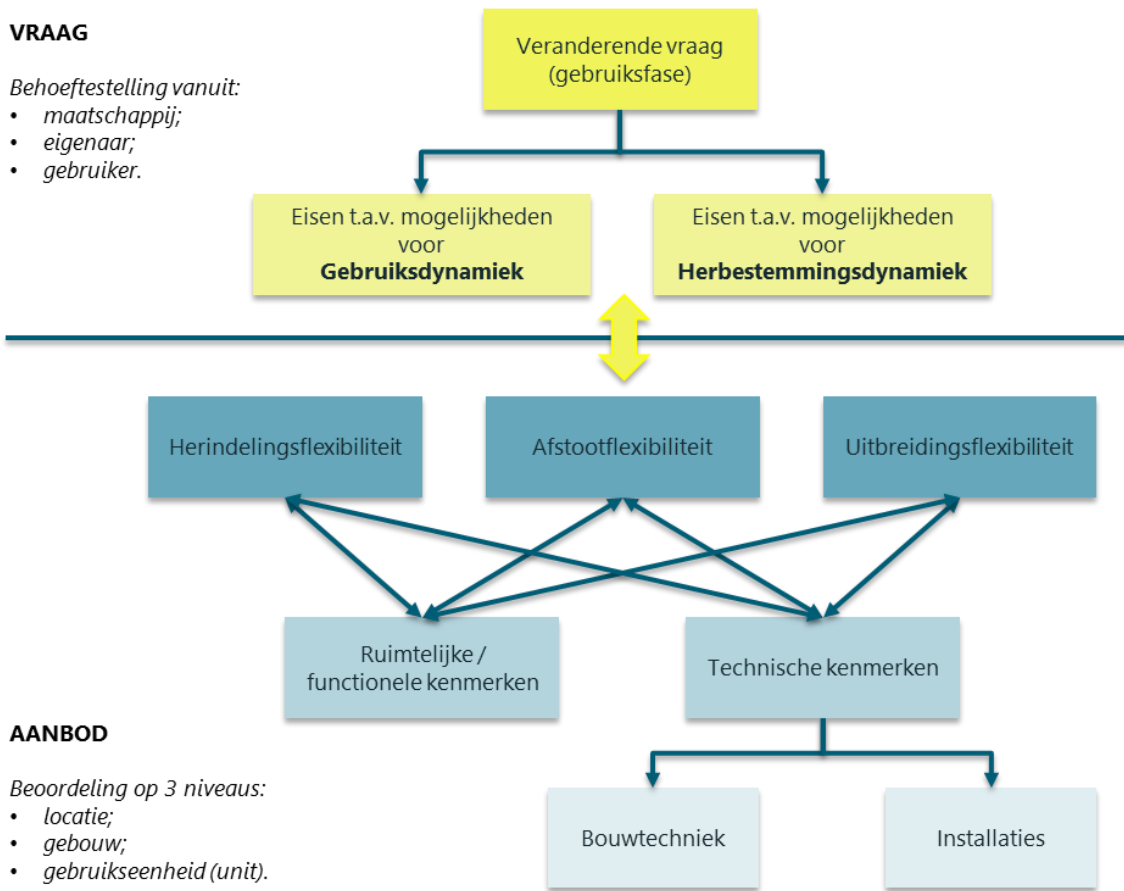 VRAAG
Behoeftestelling vanuit:
• maatschappij;
• eigenaar;
• gebruiker.
Veranderende vraag
(gebruiksfase)
Eisen t.a.v. mogelijkheden
voor
Gebruiksdynamiek
Eisen t.a.v. mogelijkheden
voor
Herbestemmingsdynamiek
Herindelingsflexibiliteit
Afstootflexibiliteit
Uitbreidingsflexibiliteit
Ruimtelijke /
functionele kenmerken
Technische kenmerken
AANBOD
Beoordeling op 3 niveaus:
• locatie;
• gebouw;
• gebruikseenheid (unit).
Bouwtechniek
Installaties